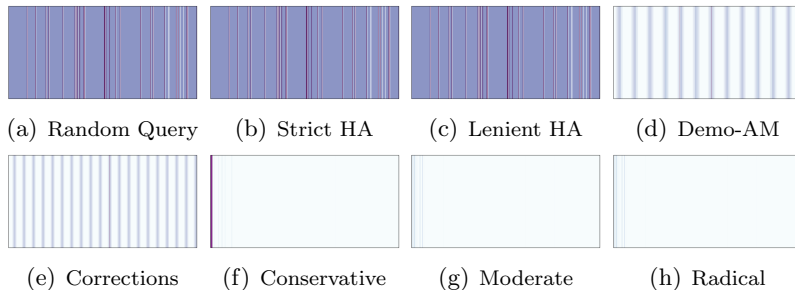 (a) Random Query (b) Strict HA (c) Lenient HA (d) Demo-AM
(e) Corrections (f) Conservative (g) Moderate (h) Radical